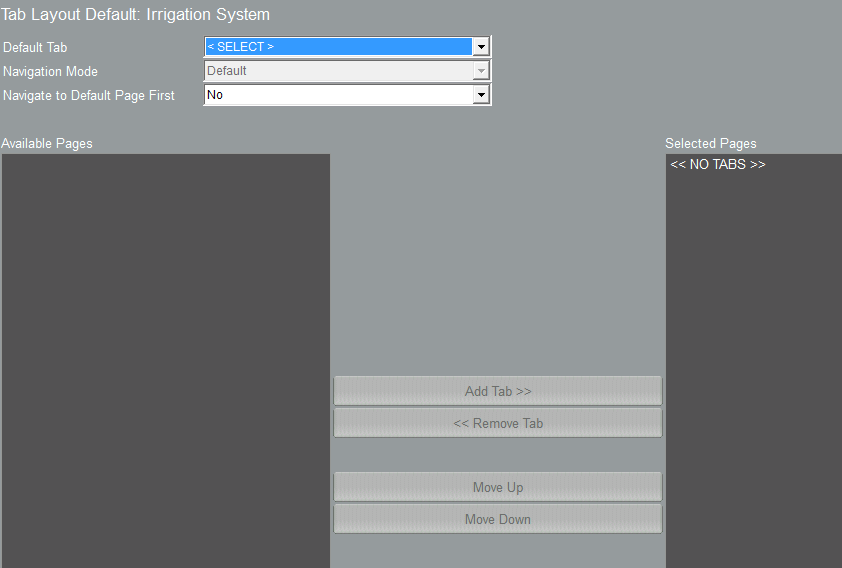 Tab Layout Default: Irrigation System
Default Tab
< SELECT >
Navigation Mode
Default
Navigate to Default Page First
No
Available Pages
Selected Pages
<< NO TABS >>
Add Tab >>
<< Remove Tab
Move Up
Move Down